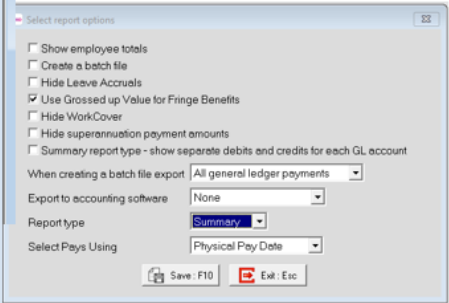 Select report options
Show employee totals
Create a batch file
Hide Leave Accruals
Use Grossed up Value for Fringe Benefits
Hide WorkCover
Hide superannuation payment amounts
Summary report type - show separate debits and credits for each GL account
When creating a batch file export All general ledger payments
Export to accounting software None
Report type Summary
Select Pays Using Physical Pay Date
Save : F10 Exit : Esc